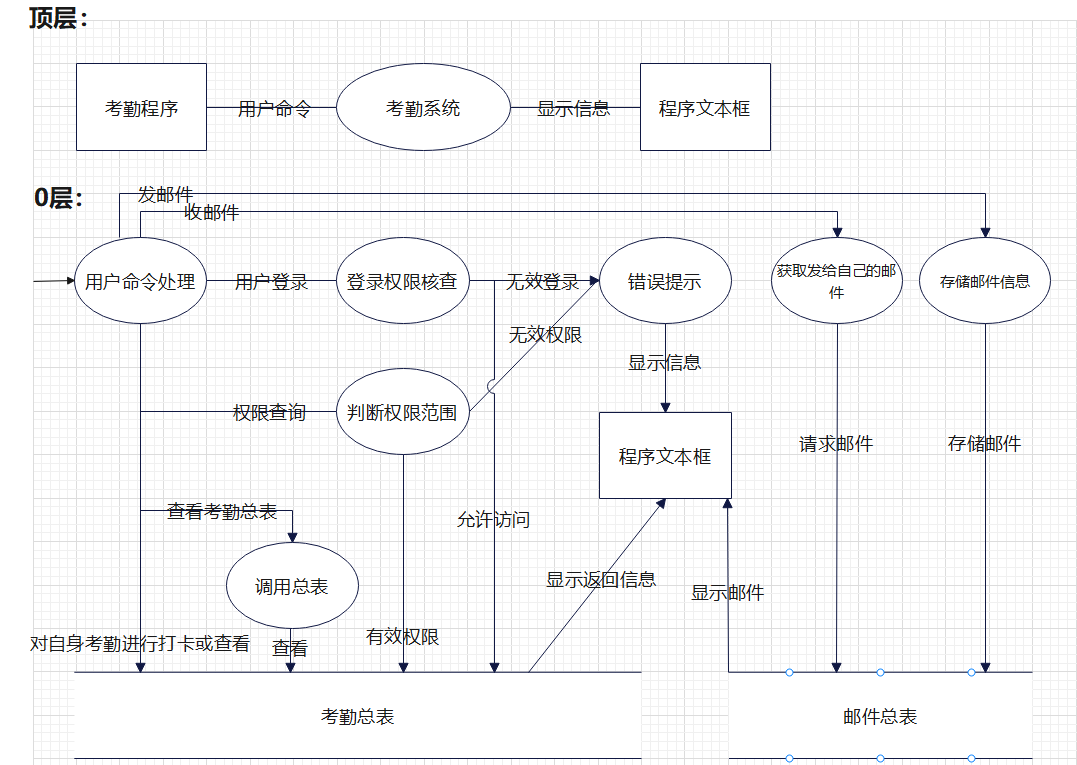 顶层：
考勤程序
用户命令
考勤系统
显示信息
程序文本框
0层：
发邮件
收邮件
用户命令处理
用户登录
登录权限核查
无效登录
错误提示
获取发给自己的邮
件
存储邮件信息
无效权限
显示信息
权限查询
判断权限范围
程序文本框
请求邮件
存储邮件
查看考勤总表
允许访问
调用总表
显示返回信息
显示邮件
对自身考勤进行打卡或查看
查看
有效权限
考勤总表
邮件总表